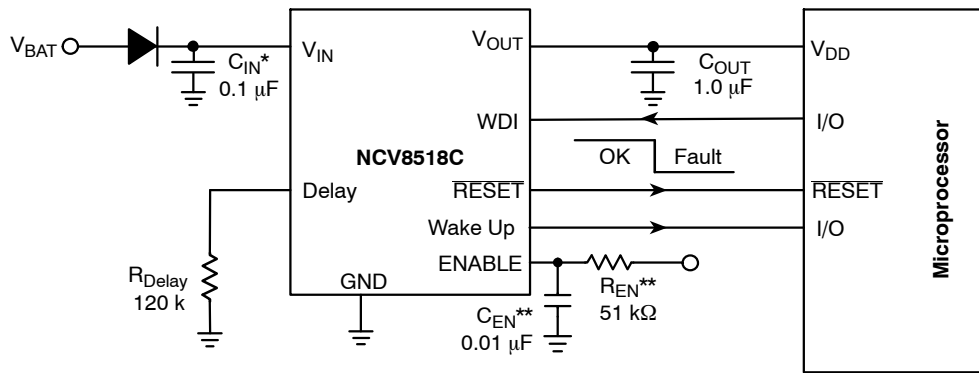 V_BAT
C_IN*
0.1 μF
V_IN
Delay
R_Delay
120 k
NCV8518C
GND
V_OUT
WDI
RESET
Wake Up
ENABLE
C_OUT
1.0 μF
OK Fault
C_EN**
0.01 μF
R_EN**
51 kΩ
V_DD
I/O
RESET
I/O
Microprocessor